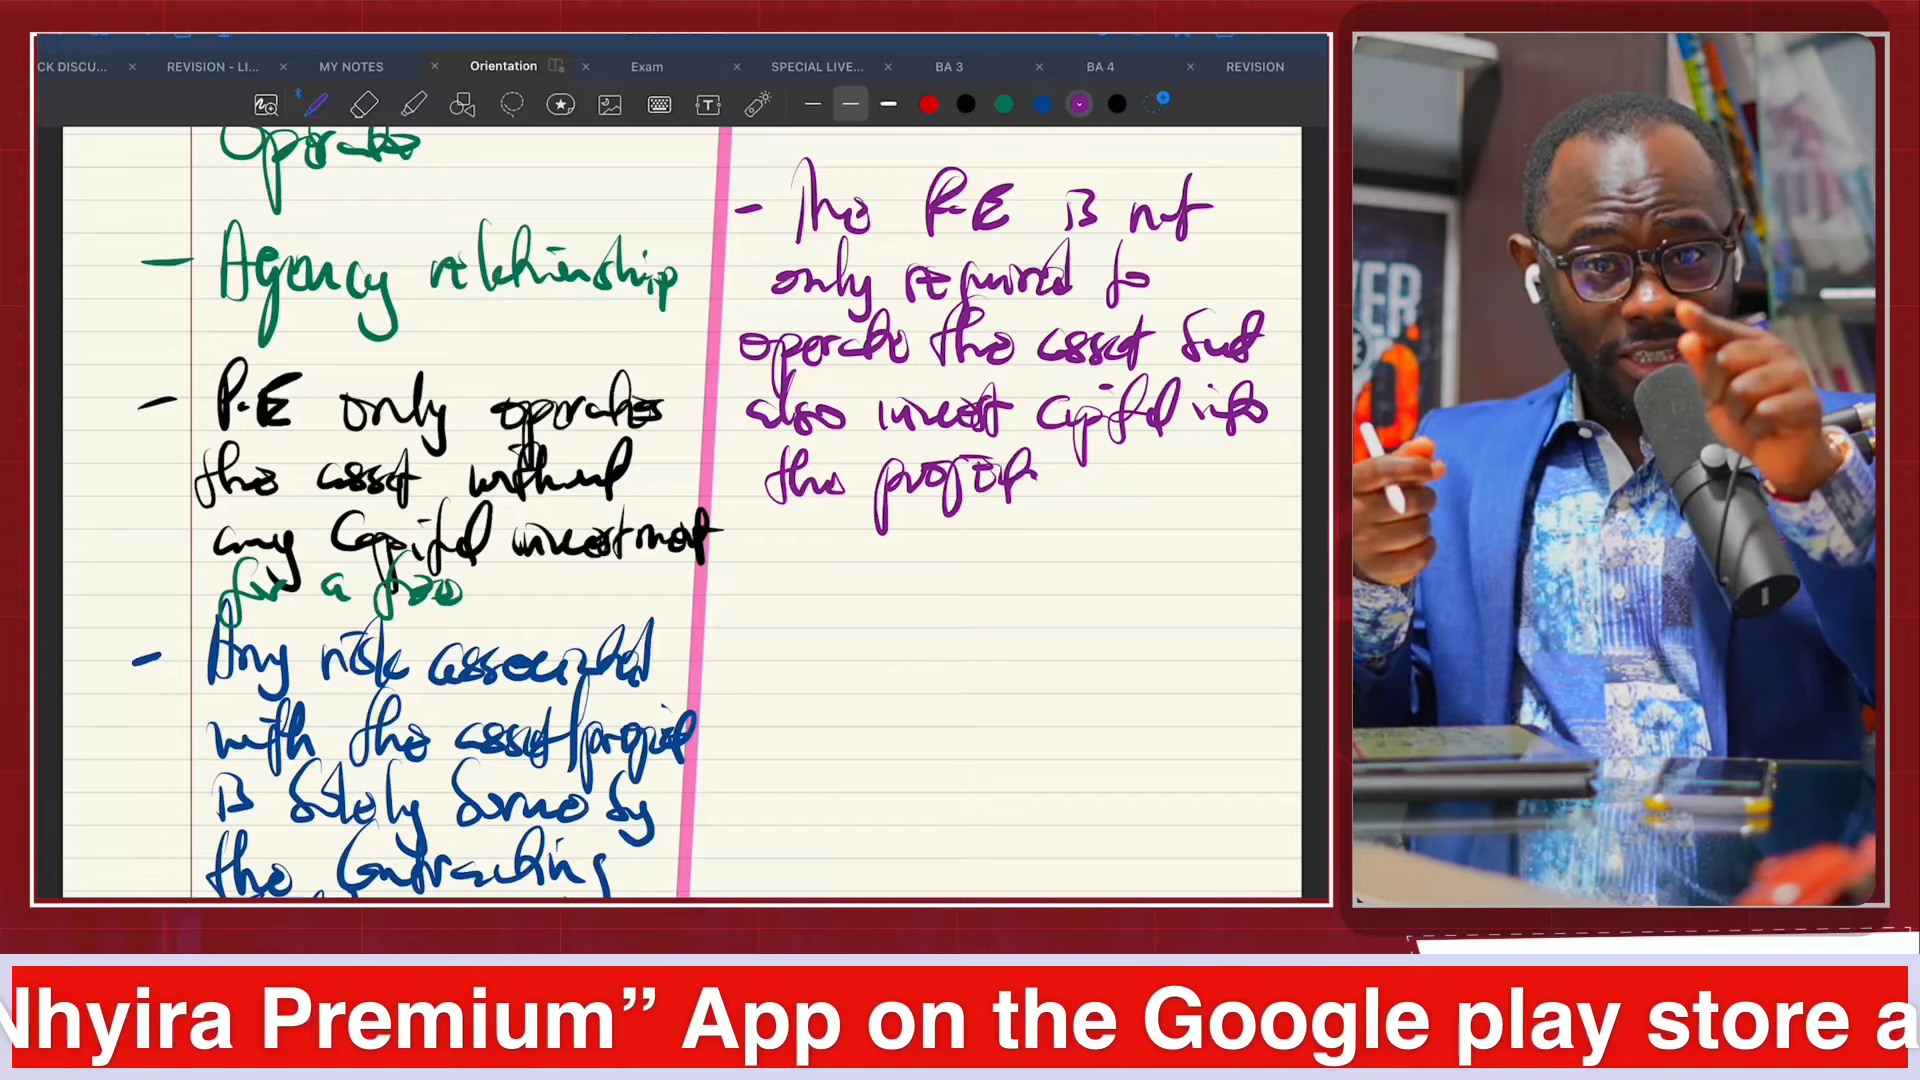 CK DISCU...
REVISION - LI...
MY NOTES
Orientation
Exam
SPECIAL LIVE...
BA 3
BA 4
REVISION
Operate
- Agency relationship
- P.E only operates
the asset without
any Capital investment
for a fee
- Any risk associated
with the asset/project
is solely borne by
the Contracting
- The P.E is not
only required to
operate the asset but
also invest capital into
the project
Nhyira Premium” App on the Google play store a